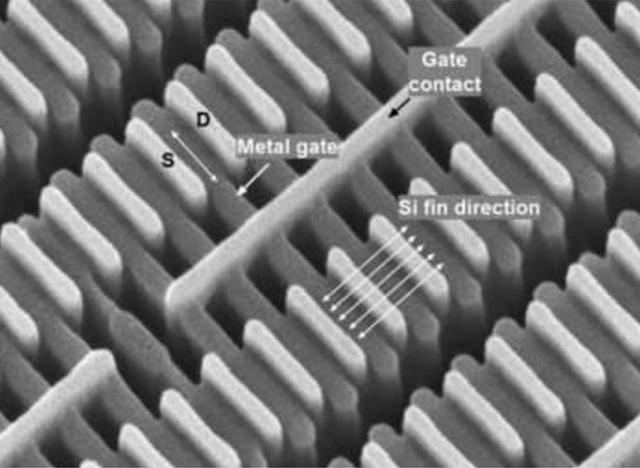 Gate
contact
D
Metal gate
S
Si fin direction